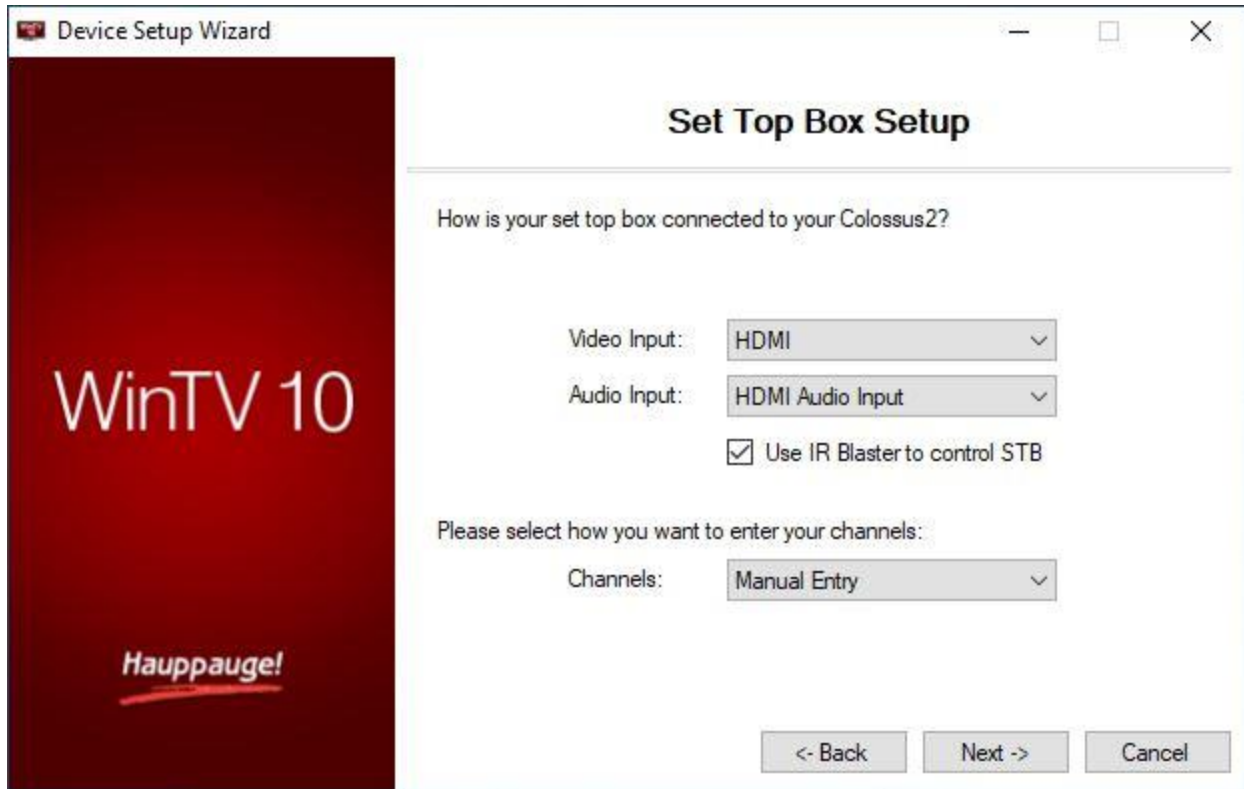 Device Setup Wizard
Set Top Box Setup
How is your set top box connected to your Colossus2?
Video Input: HDMI
Audio Input: HDMI Audio Input
Use IR Blaster to control STB
WinTV 10
Please select how you want to enter your channels:
Channels: Manual Entry
Hauppauge!
<- Back Next -> Cancel